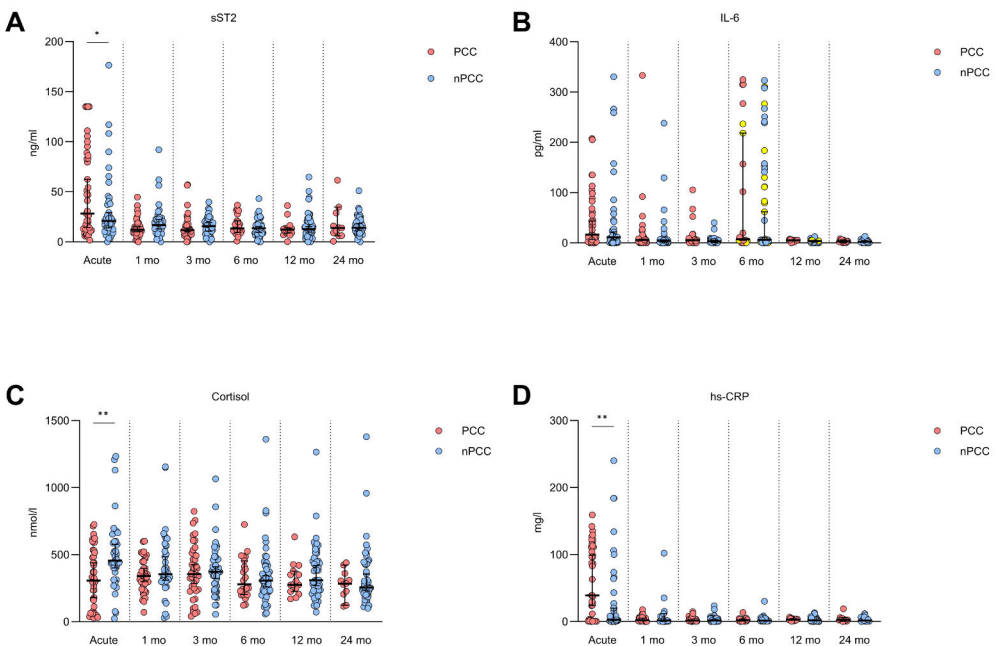 A
sST2
200
150
100
50
0
ng/ml
*
Acute 1 mo 3 mo 6 mo 12 mo 24 mo
PCC
nPCC
B
IL-6
400
300
200
100
0
pg/ml
Acute 1 mo 3 mo 6 mo 12 mo 24 mo
PCC
nPCC
C
Cortisol
1500
1000
500
0
nmol/l
**
Acute 1 mo 3 mo 6 mo 12 mo 24 mo
PCC
nPCC
D
hs-CRP
300
200
100
0
mg/l
**
Acute 1 mo 3 mo 6 mo 12 mo 24 mo
PCC
nPCC